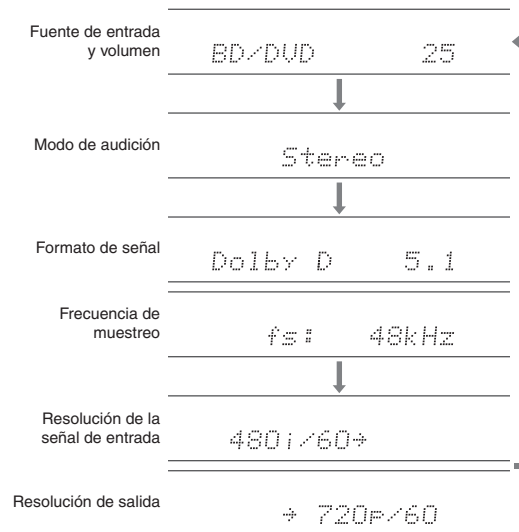 Fuente de entrada
y volumen
BD/DVD 25
Modo de audición
Stereo
Formato de señal
Dolby D 5.1
Frecuencia de
muestreo
fs: 48kHz
Resolución de la
señal de entrada
480i/60→
Resolución de salida
→ 720p/60